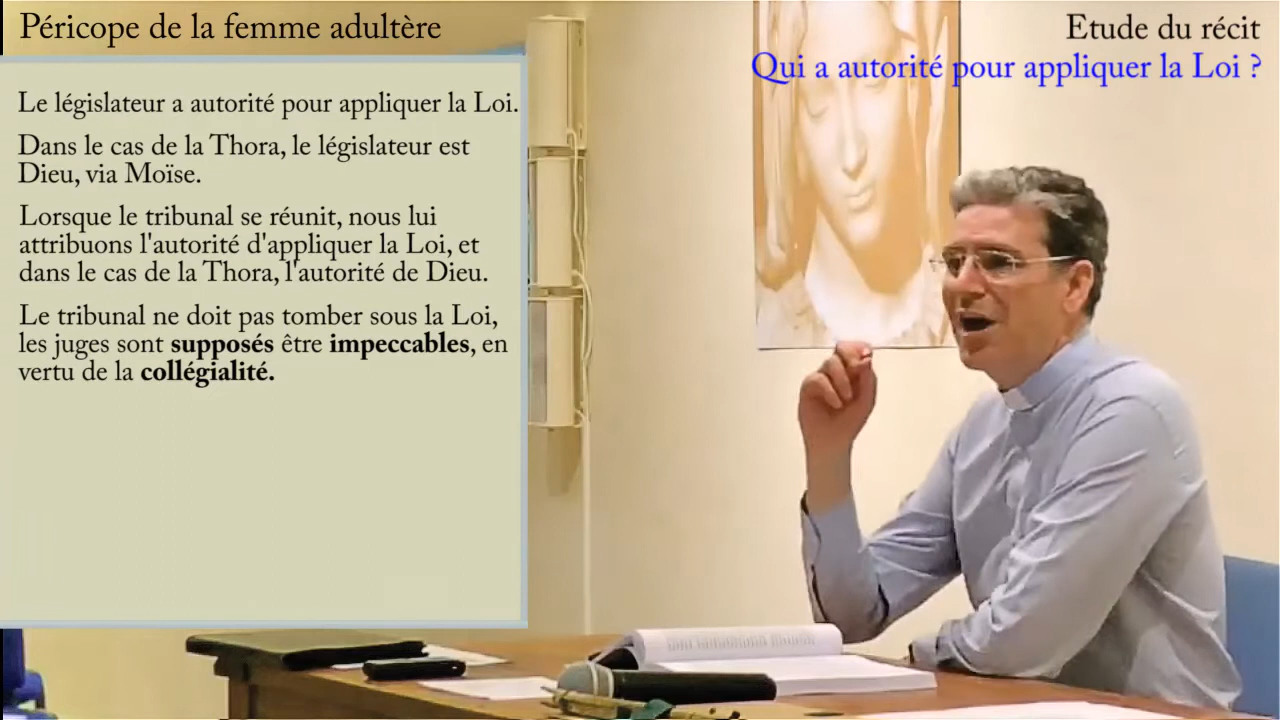 Péricope de la femme adultère
Etude du récit
Qui a autorité pour appliquer la Loi ?
Le législateur a autorité pour appliquer la Loi.
Dans le cas de la Thora, le législateur est
Dieu, via Moïse.
Lorsque le tribunal se réunit, nous lui
attribuons l'autorité d'appliquer la Loi, et
dans le cas de la Thora, l'autorité de Dieu.
Le tribunal ne doit pas tomber sous la Loi,
les juges sont supposés être impeccables, en
vertu de la collégialité.